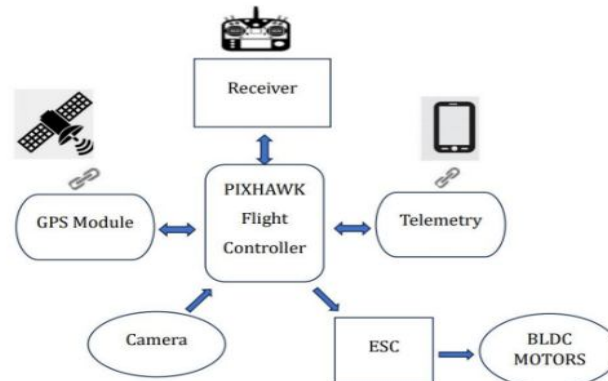 Receiver
PIXHAWK
Flight
Controller
GPS Module
Telemetry
Camera
ESC
BLDC
MOTORS